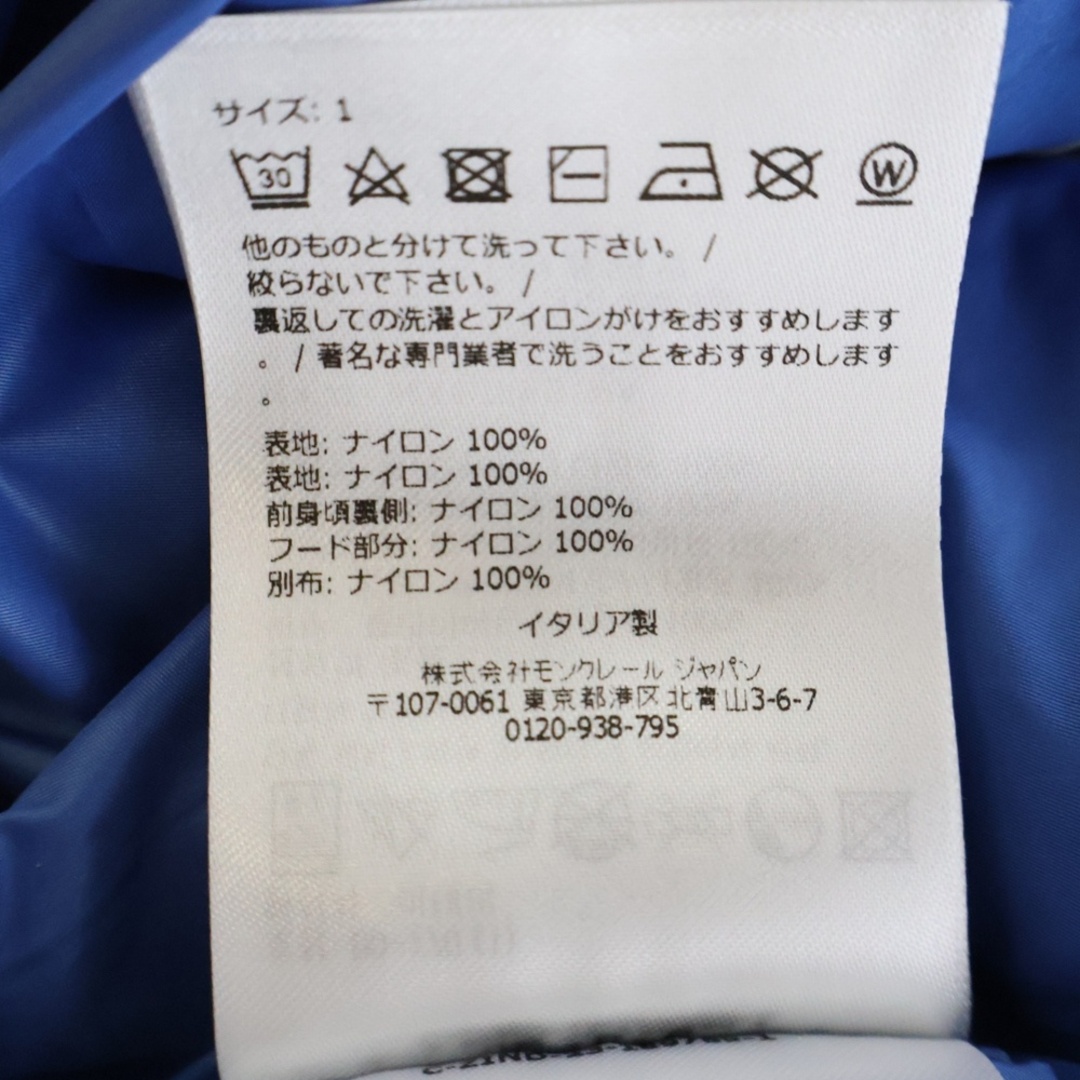 サイズ: 1
30 W
他のものと分けて洗って下さい。 /
絞らないで下さい。 /
裏返しての洗濯とアイロンがけをおすすめします
。 / 著名な専門業者で洗うことをおすすめします
。
表地: ナイロン 100%
表地: ナイロン 100%
前身頃裏側: ナイロン 100%
フード部分: ナイロン 100%
別布: ナイロン 100%
イタリア製
株式会社モンクレール ジャパン
〒107-0061 東京都港区北青山3-6-7
0120-938-795